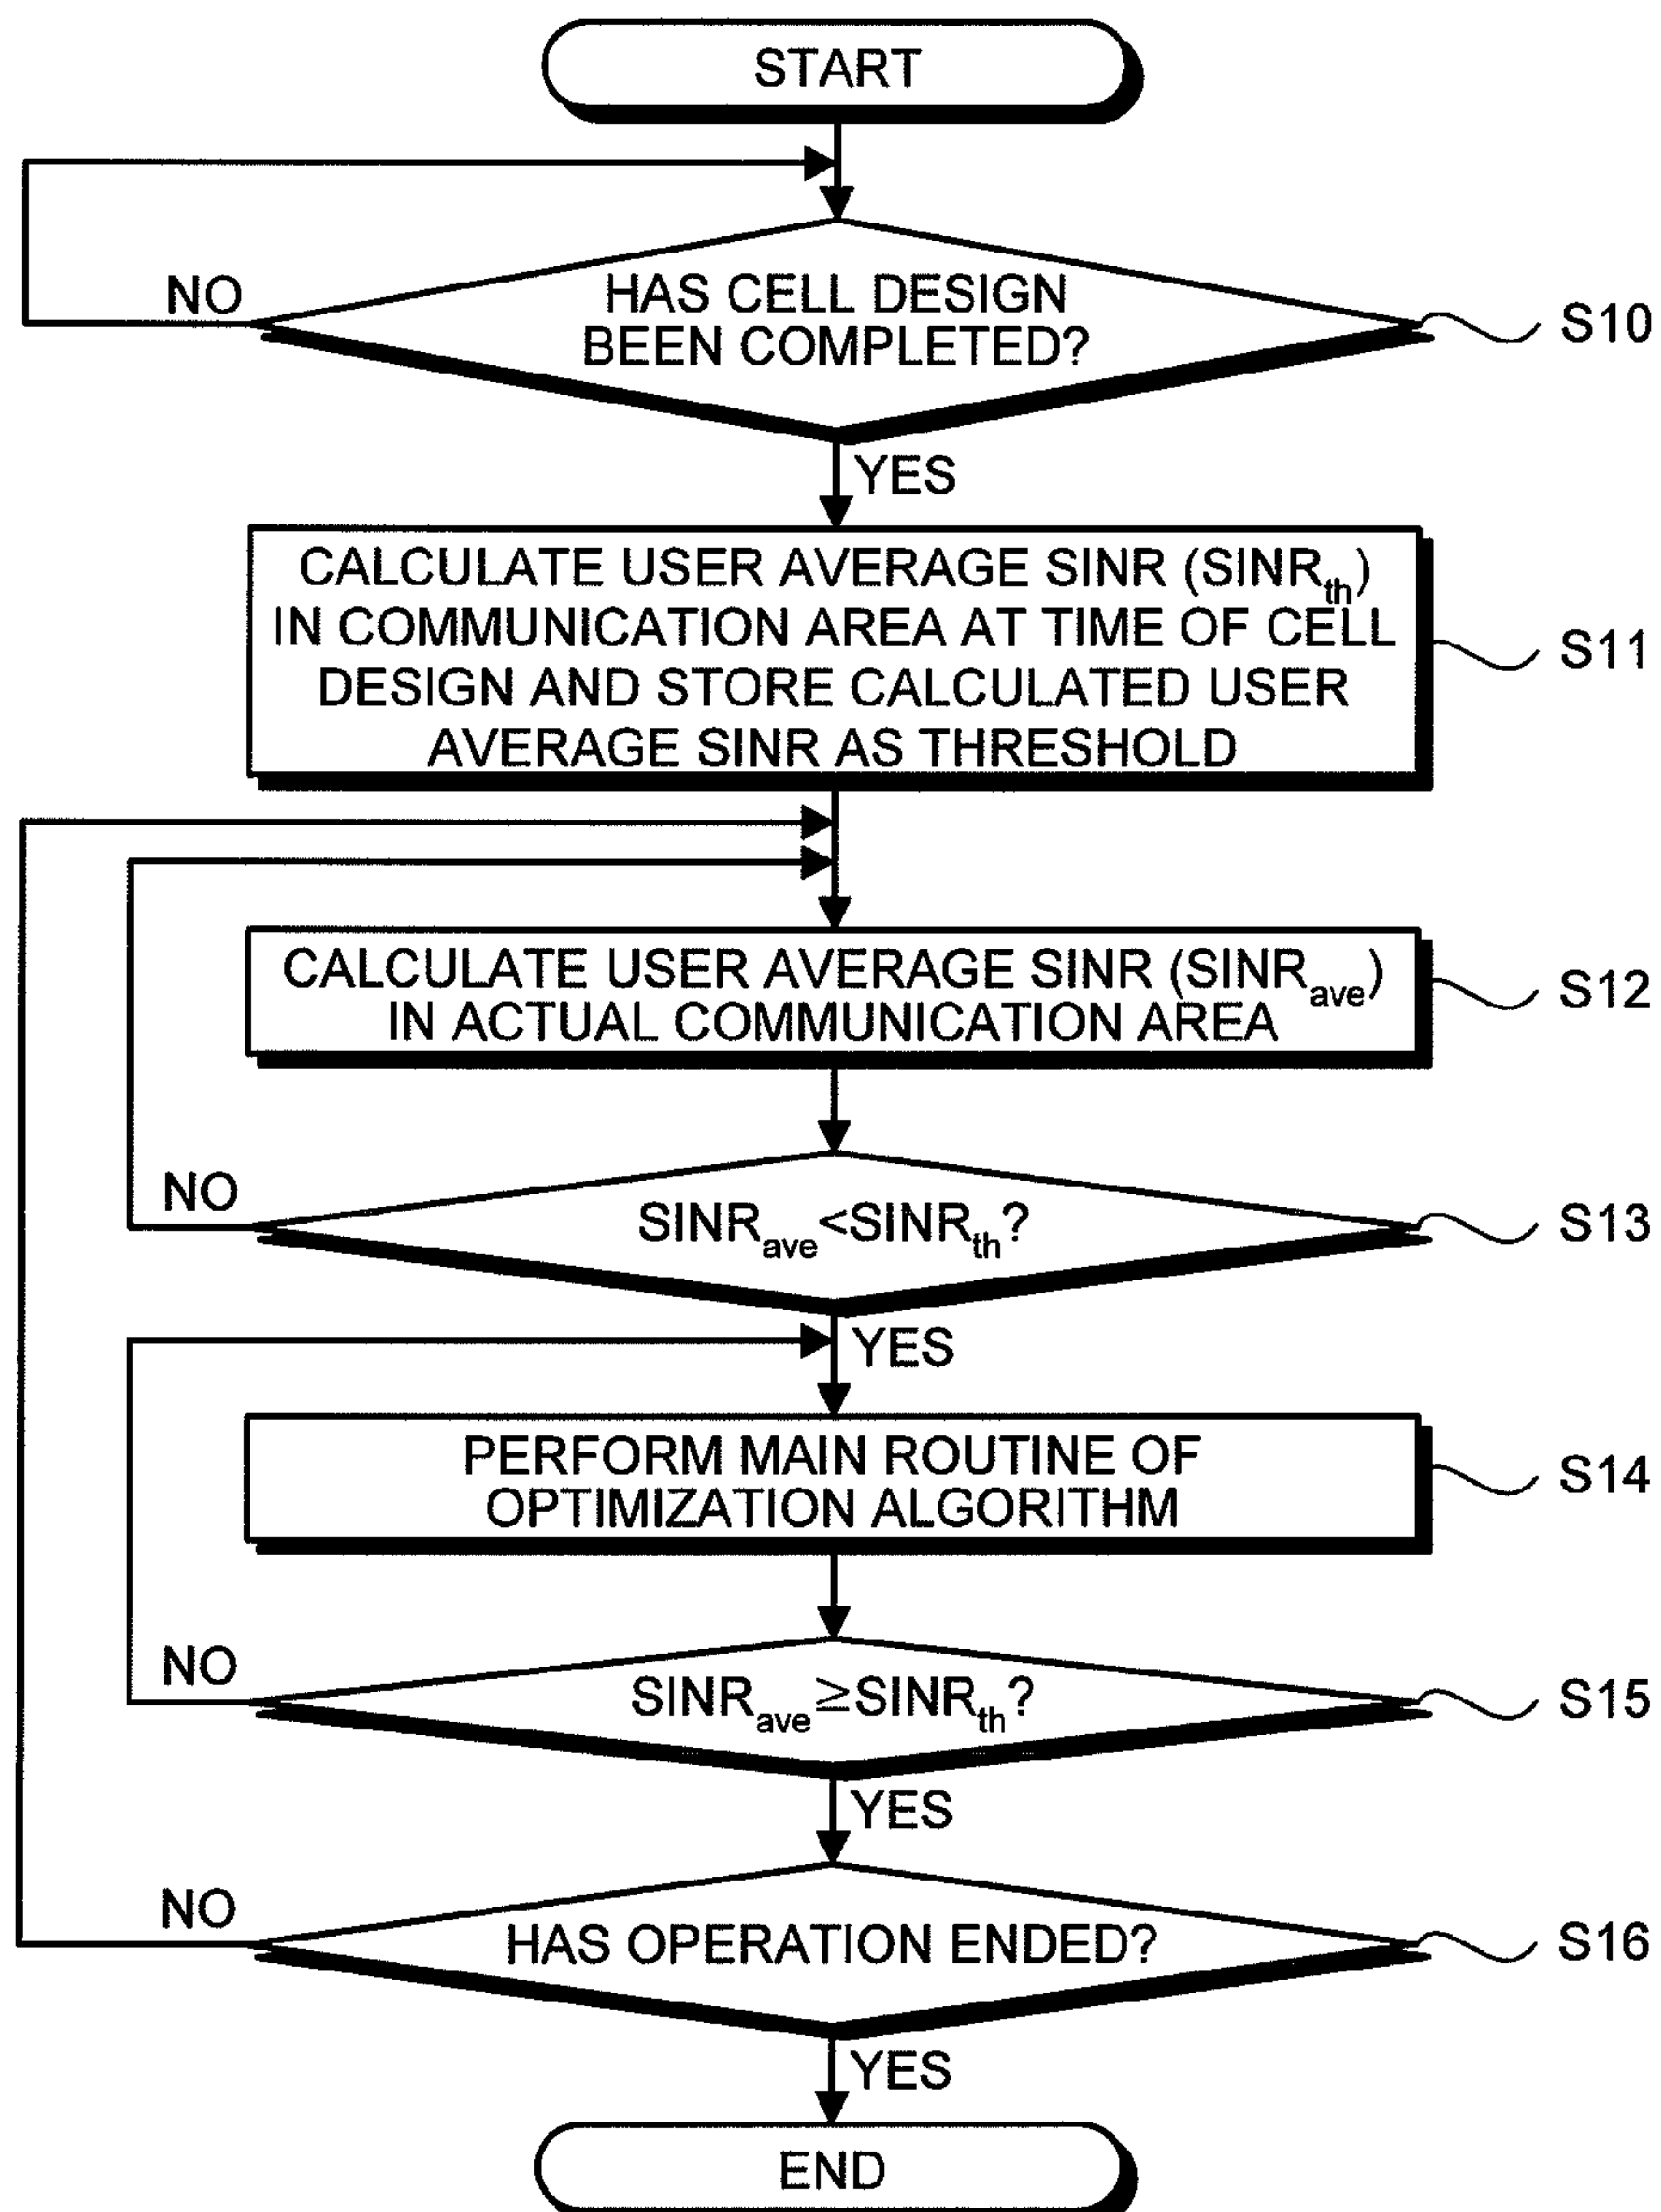 START
NO
HAS CELL DESIGN
BEEN COMPLETED?
S10
YES
CALCULATE USER AVERAGE SINR (SINRth)
IN COMMUNICATION AREA AT TIME OF CELL
DESIGN AND STORE CALCULATED USER
AVERAGE SINR AS THRESHOLD
S11
CALCULATE USER AVERAGE SINR (SINRave)
IN ACTUAL COMMUNICATION AREA
S12
NO
SINRave<SINRth?
S13
YES
PERFORM MAIN ROUTINE OF
OPTIMIZATION ALGORITHM
S14
NO
SINRave≥SINRth?
S15
YES
NO
HAS OPERATION ENDED?
S16
YES
END